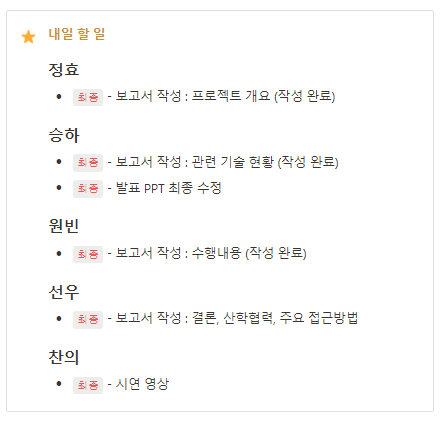 내일 할 일
정효
최종 - 보고서 작성 : 프로젝트 개요 (작성 완료)
승하
최종 - 보고서 작성 : 관련 기술 현황 (작성 완료)
최종 - 발표 PPT 최종 수정
원빈
최종 - 보고서 작성 : 수행내용 (작성 완료)
선우
최종 - 보고서 작성 : 결론, 산학협력, 주요 접근방법
찬의
최종 - 시연 영상